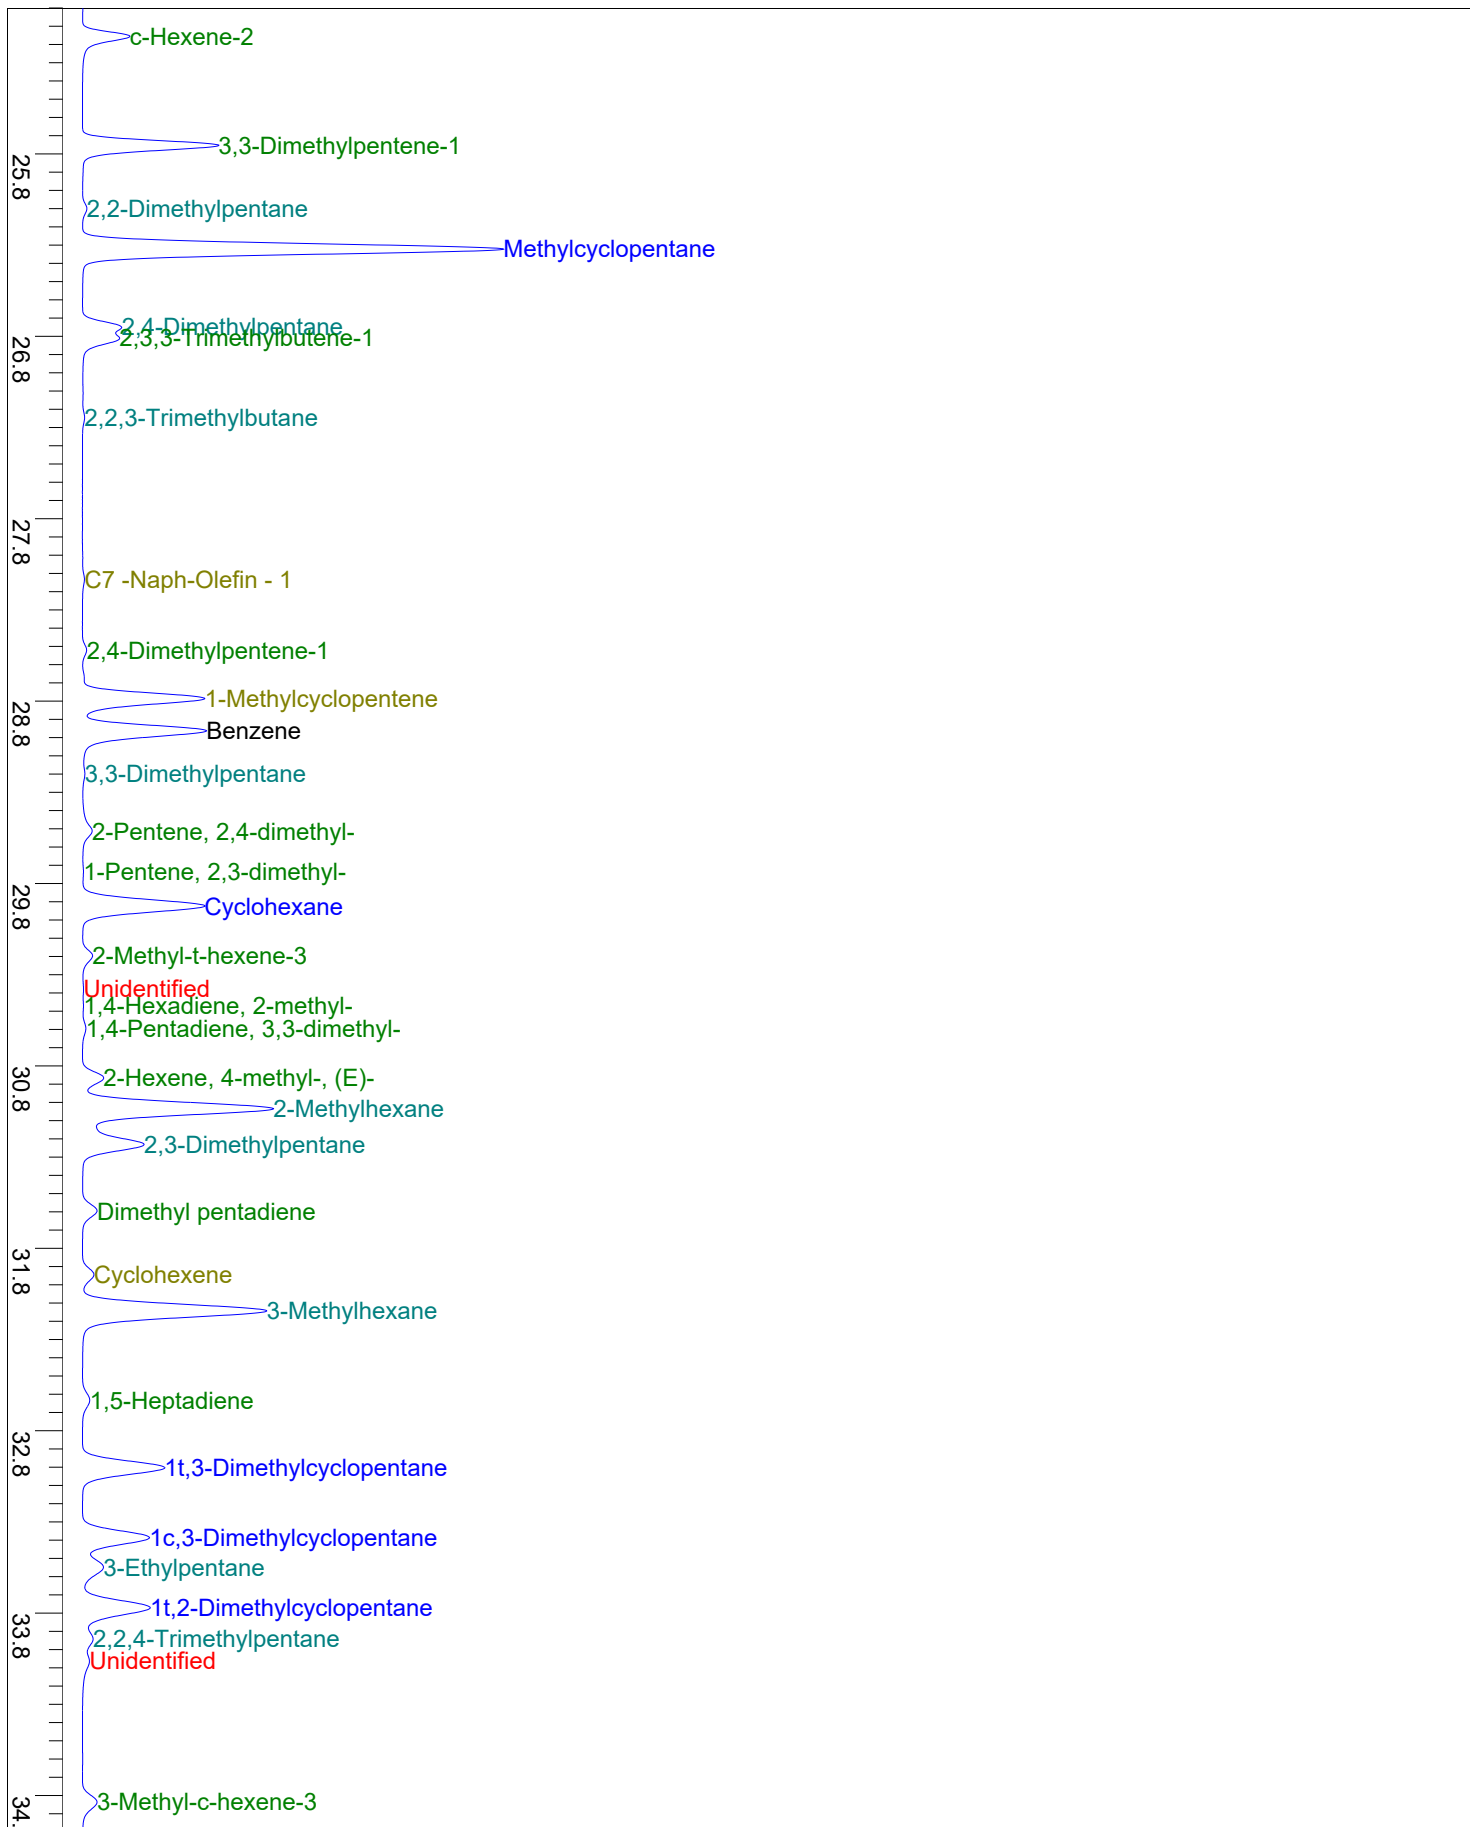 c-Hexene-2
3,3-Dimethylpentene-1
25.8
2,2-Dimethylpentane
Methylcyclopentane
2,4-Dimethylpentane
2,3,3-Trimethylbutene-1
26.8
2,2,3-Trimethylbutane
27.8
C7 -Naph-Olefin - 1
2,4-Dimethylpentene-1
1-Methylcyclopentene
28.8
Benzene
3,3-Dimethylpentane
2-Pentene, 2,4-dimethyl-
1-Pentene, 2,3-dimethyl-
29.8
Cyclohexane
2-Methyl-t-hexene-3
Unidentified
1,4-Hexadiene, 2-methyl-
1,4-Pentadiene, 3,3-dimethyl-
2-Hexene, 4-methyl-, (E)-
30.8
2-Methylhexane
2,3-Dimethylpentane
Dimethyl pentadiene
31.8
Cyclohexene
3-Methylhexane
1,5-Heptadiene
32.8
1t,3-Dimethylcyclopentane
1c,3-Dimethylcyclopentane
3-Ethylpentane
1t,2-Dimethylcyclopentane
33.8
2,2,4-Trimethylpentane
Unidentified
3-Methyl-c-hexene-3
34.